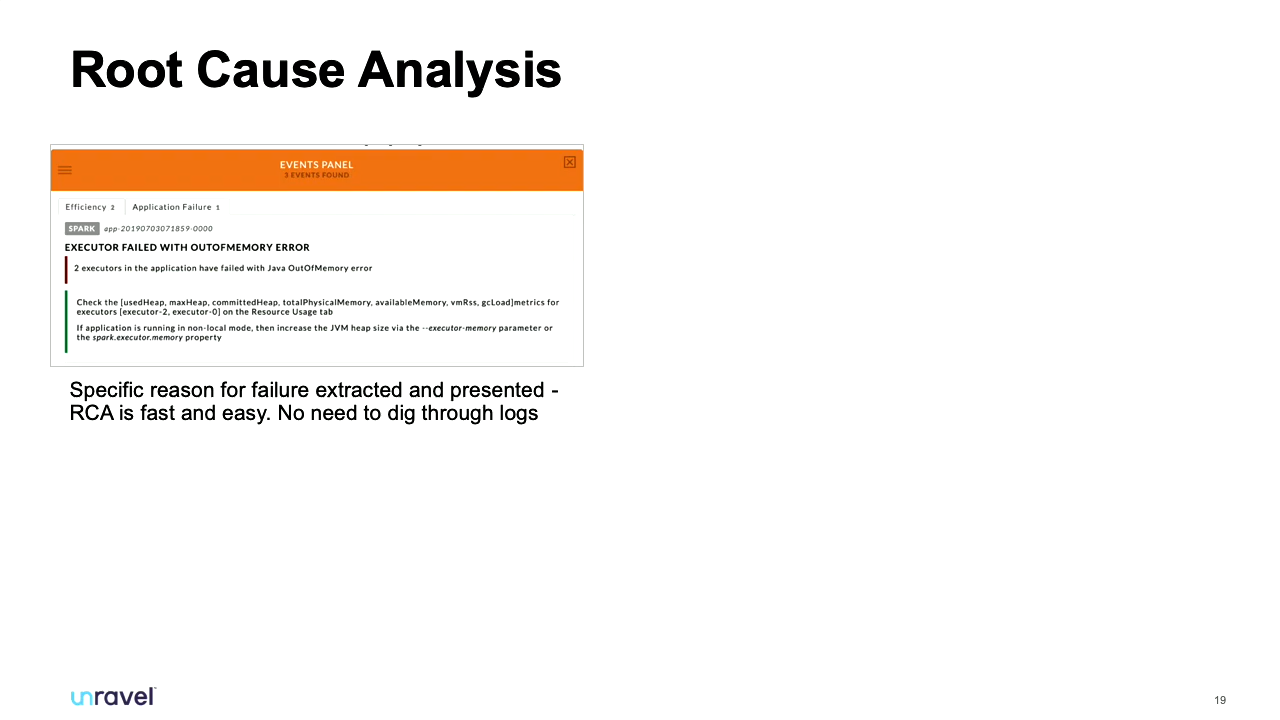 Root Cause Analysis
EVENTS PANEL
3 EVENTS FOUND
Efficiency 2
Application Failure 1
SPARK app-20190703071859-0000
EXECUTOR FAILED WITH OUTOFMEMORY ERROR
2 executors in the application have failed with Java OutOfMemory error
Check the [usedHeap, maxHeap, committedHeap, totalPhysicalMemory, availableMemory, vmRss, gcLoad]metrics for
executors [executor-2, executor-0] on the Resource Usage tab
If application is running in non-local mode, then increase the JVM heap size via the --executor-memory parameter or
the spark.executor.memory property
Specific reason for failure extracted and presented -
RCA is fast and easy. No need to dig through logs
unravel™
19